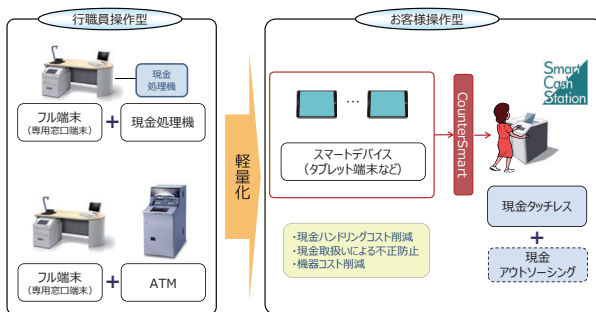 行職員操作型
現金
処理機
フル端末
(専用窓口端末)
+
現金処理機
フル端末
(専用窓口端末)
+
ATM
軽量化
お客様操作型
…
スマートデバイス
(タブレット端末など)
CounterSmart
Smart
Cash
Station
・現金ハンドリングコスト削減
・現金取扱いによる不正防止
・機器コスト削減
現金タッチレス
+
現金
アウトソーシング